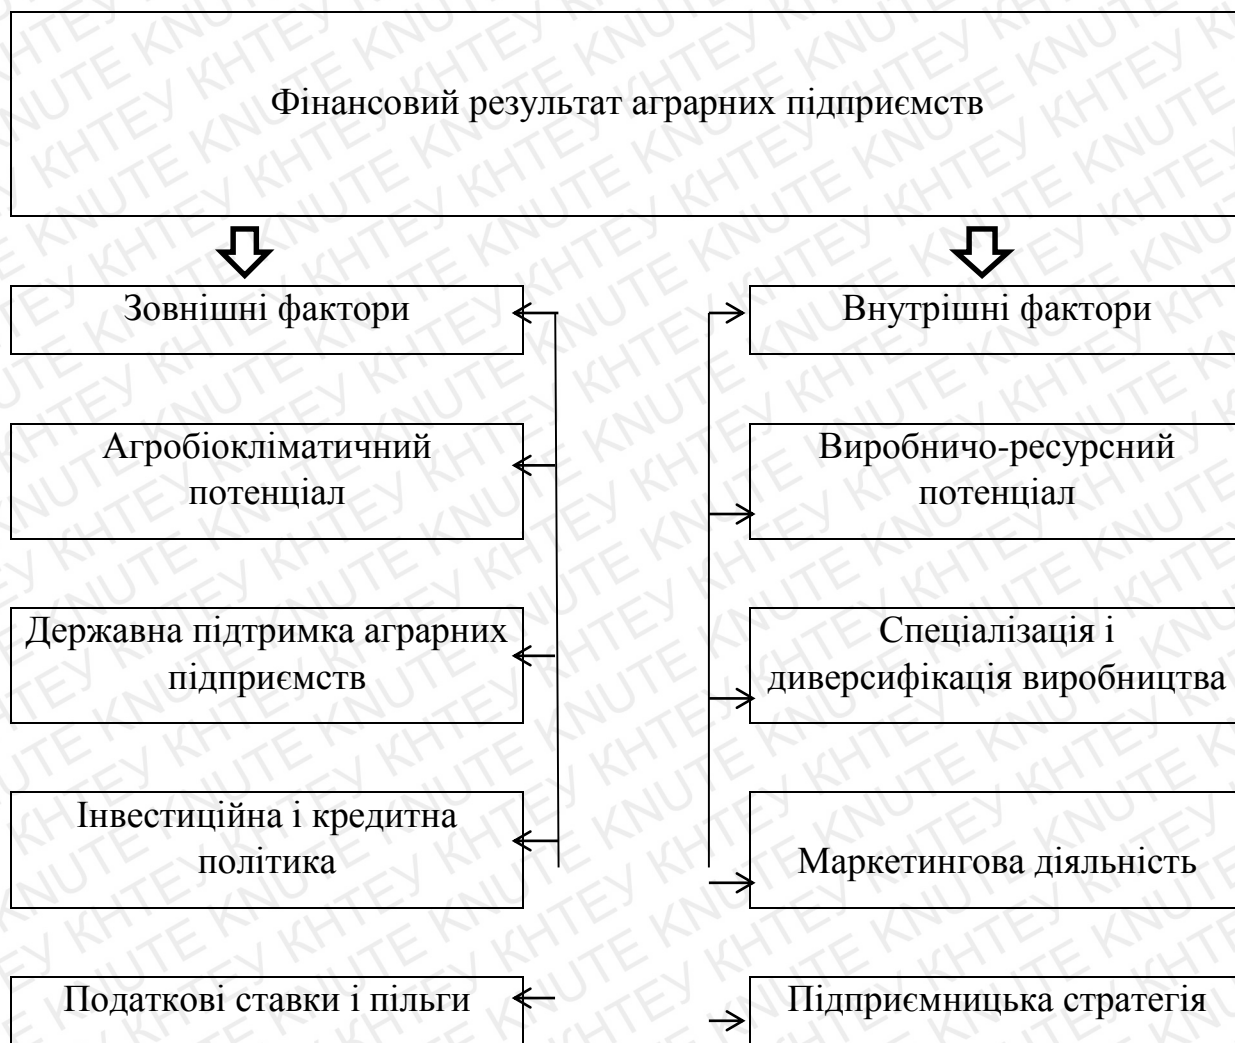 Фінансовий результат аграрних підприємств
Зовнішні фактори
Внутрішні фактори
Агробіокліматичний
потенціал
Виробничо-ресурсний
потенціал
Державна підтримка аграрних
підприємств
Спеціалізація і
диверсифікація виробництва
Інвестиційна і кредитна
політика
Маркетингова діяльність
Податкові ставки і пільги
Підприємницька стратегія